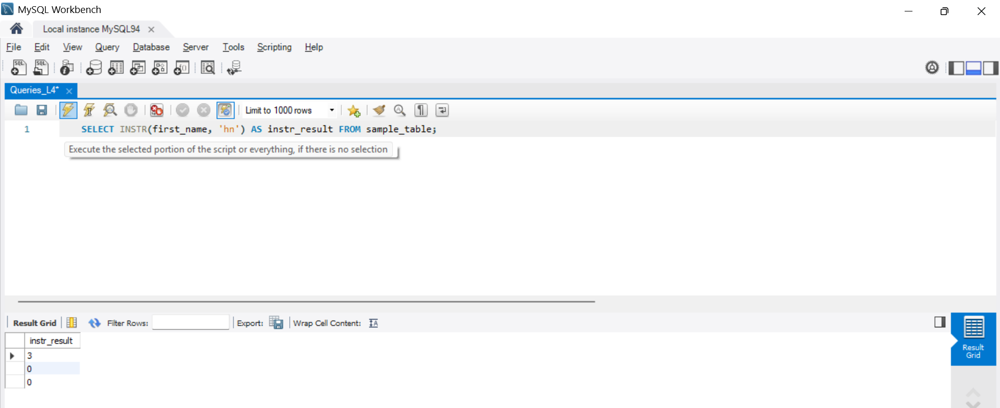 MySQL Workbench
Local instance MySQL94
File Edit View Query Database Server Tools Scripting Help
Queries_L4*
Limit to 1000 rows
1 SELECT INSTR(first_name, 'hn') AS instr_result FROM sample_table;
Execute the selected portion of the script or everything, if there is no selection
Result Grid Filter Rows: Export: Wrap Cell Content:
instr_result
3
0
0
Result
Grid